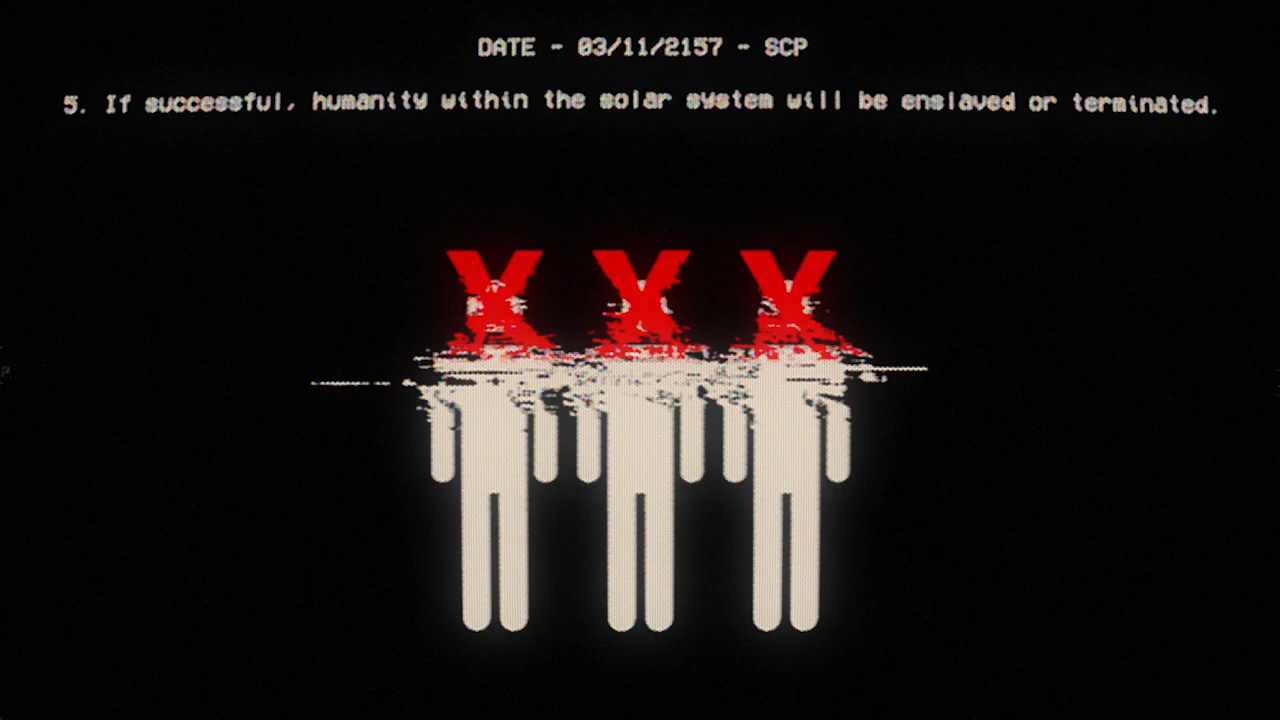 DATE - 03/11/2157 - SCP
5. If successful, humanity within the solar system will be enslaved or terminated.
X X X